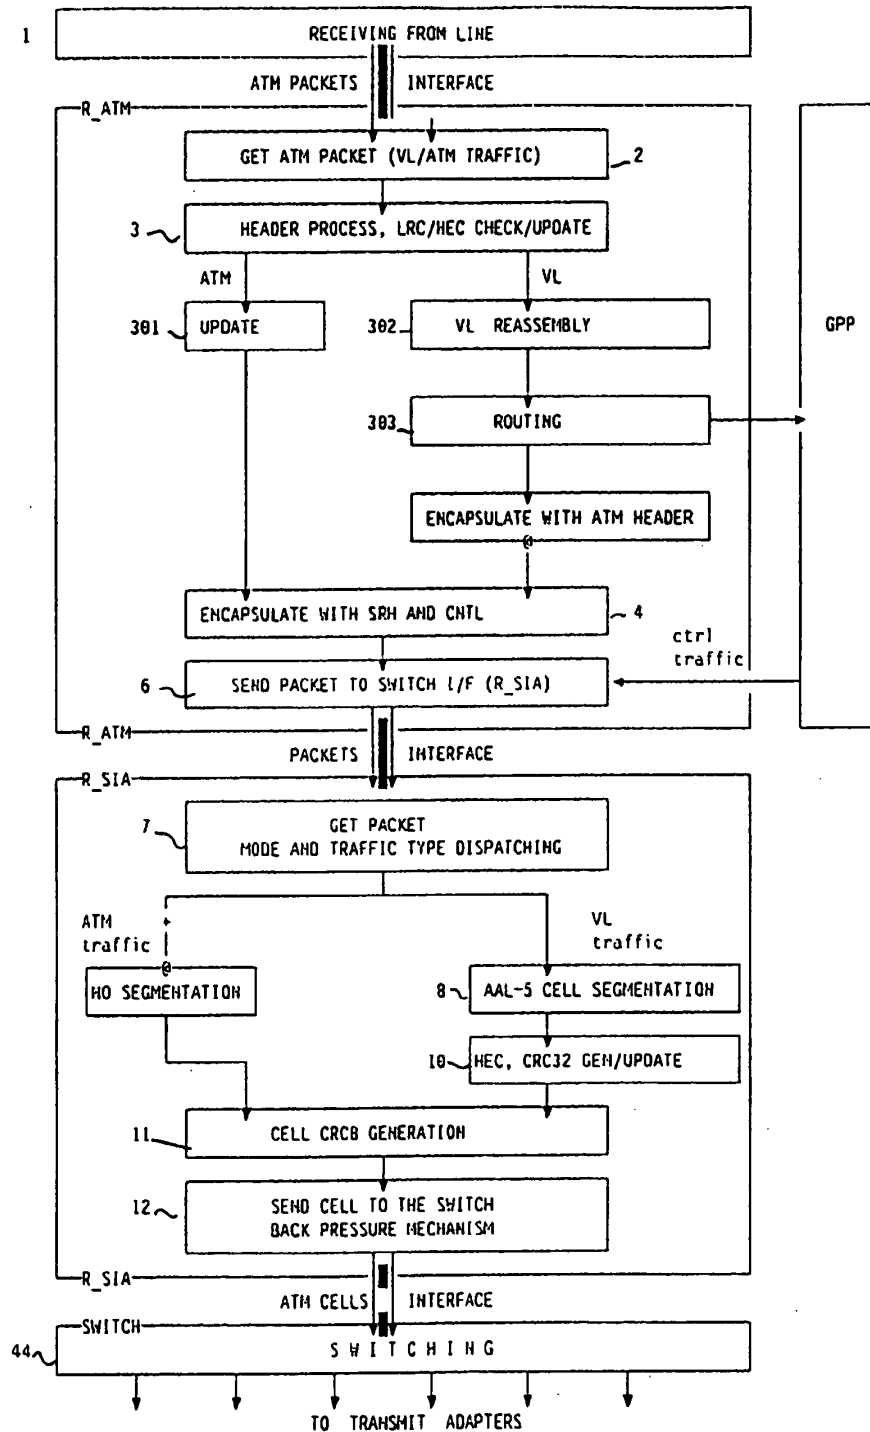 1 RECEIVING FROM LINE
ATM PACKETS INTERFACE
R_ATM
GET ATM PACKET (VL/ATM TRAFFIC) 2
3 HEADER PROCESS, LRC/HEC CHECK/UPDATE
ATM VL
301 UPDATE 302 VL REASSEMBLY GPP
303 ROUTING
ENCAPSULATE WITH ATM HEADER
@
ENCAPSULATE WITH SRH AND CNTL 4
ctrl
traffic
6 SEND PACKET TO SWITCH I/F (R_SIA)
R_ATM
PACKETS INTERFACE
R_SIA
7 GET PACKET
MODE AND TRAFFIC TYPE DISPATCHING
ATM
traffic
VL
traffic
@
NO SEGMENTATION 8 AAL-5 CELL SEGMENTATION
10 HEC, CRC32 GEN/UPDATE
11 CELL CRC8 GENERATION
12 SEND CELL TO THE SWITCH
BACK PRESSURE MECHANISM
R_SIA
ATM CELLS INTERFACE
SWITCH
44 SWITCHING
TO TRANSMIT ADAPTERS